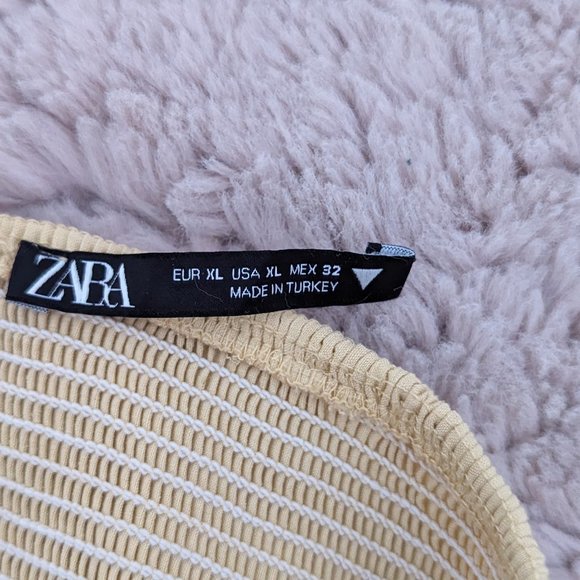 ZARA
EUR XL USA XL MEX 32
MADE IN TURKEY